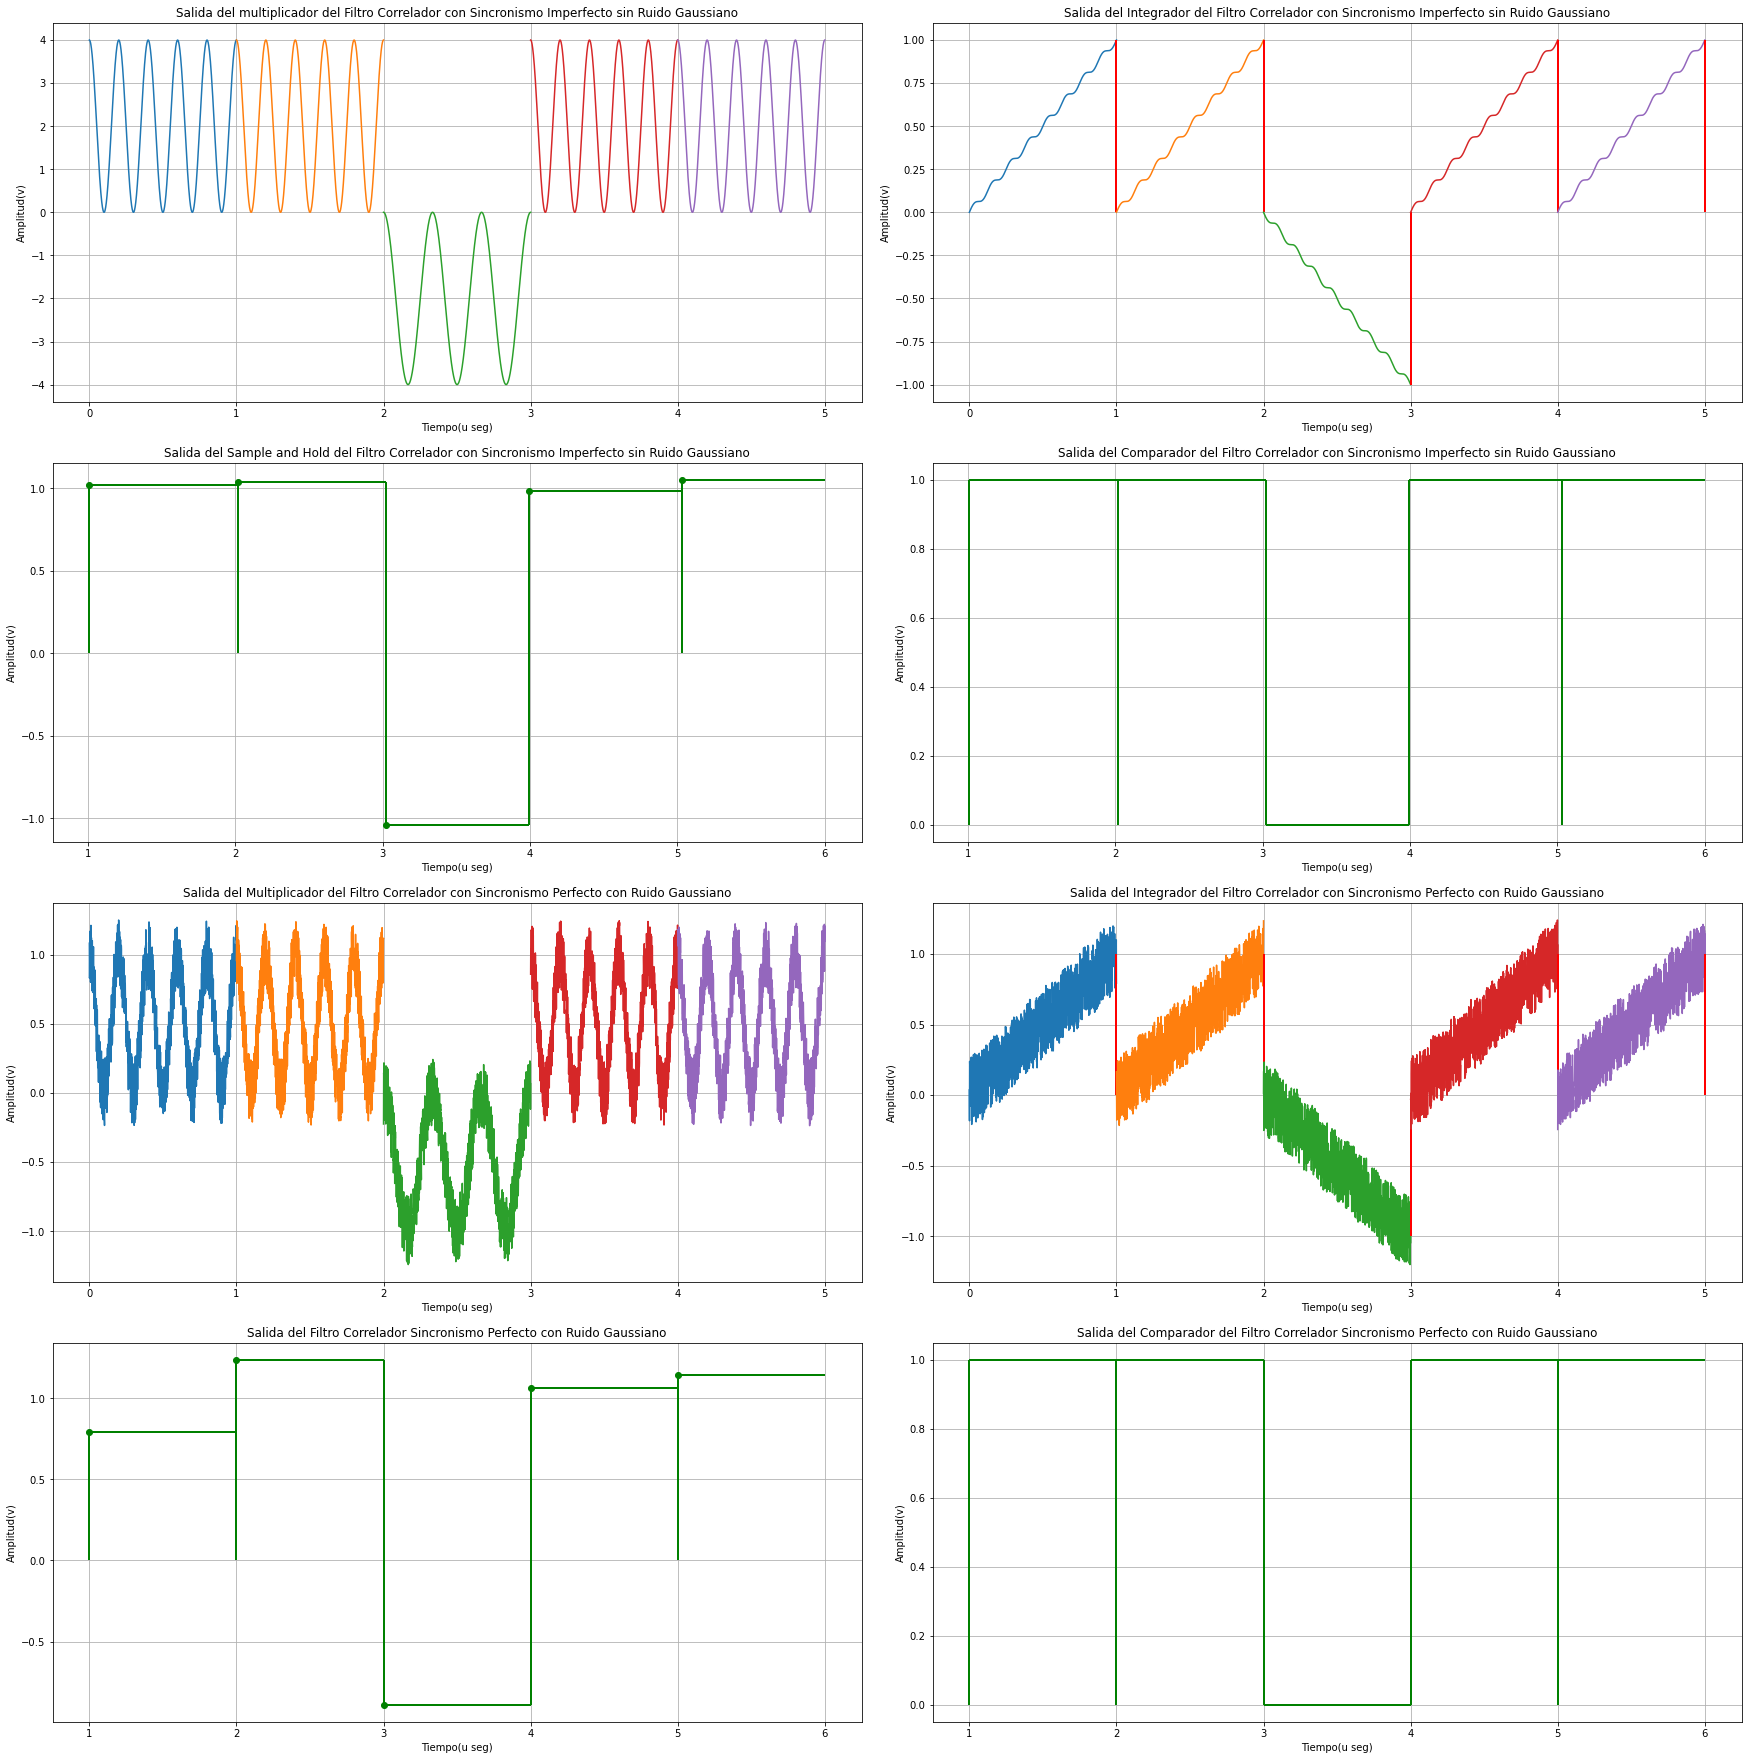 Salida del multiplicador del Filtro Correlador con Sincronismo Imperfecto sin Ruido Gaussiano
4
3
2
1
0
−1
−2
−3
−4
Amplitud(v)
0 1 2 3 4 5
Tiempo(u seg)
Salida del Integrador del Filtro Correlador con Sincronismo Imperfecto sin Ruido Gaussiano
1.00
0.75
0.50
0.25
0.00
−0.25
−0.50
−0.75
−1.00
Amplitud(v)
0 1 2 3 4 5
Tiempo(u seg)
Salida del Sample and Hold del Filtro Correlador con Sincronismo Imperfecto sin Ruido Gaussiano
1.0
0.5
0.0
−0.5
−1.0
Amplitud(v)
1 2 3 4 5 6
Tiempo(u seg)
Salida del Comparador del Filtro Correlador con Sincronismo Imperfecto sin Ruido Gaussiano
1.0
0.8
0.6
0.4
0.2
0.0
Amplitud(v)
1 2 3 4 5 6
Tiempo(u seg)
Salida del Multiplicador del Filtro Correlador con Sincronismo Perfecto con Ruido Gaussiano
1.0
0.5
0.0
−0.5
−1.0
Amplitud(v)
0 1 2 3 4 5
Tiempo(u seg)
Salida del Integrador del Filtro Correlador con Sincronismo Perfecto con Ruido Gaussiano
1.0
0.5
0.0
−0.5
−1.0
Amplitud(v)
0 1 2 3 4 5
Tiempo(u seg)
Salida del Filtro Correlador Sincronismo Perfecto con Ruido Gaussiano
1.0
0.5
0.0
−0.5
Amplitud(v)
1 2 3 4 5 6
Tiempo(u seg)
Salida del Comparador del Filtro Correlador Sincronismo Perfecto con Ruido Gaussiano
1.0
0.8
0.6
0.4
0.2
0.0
Amplitud(v)
1 2 3 4 5 6
Tiempo(u seg)